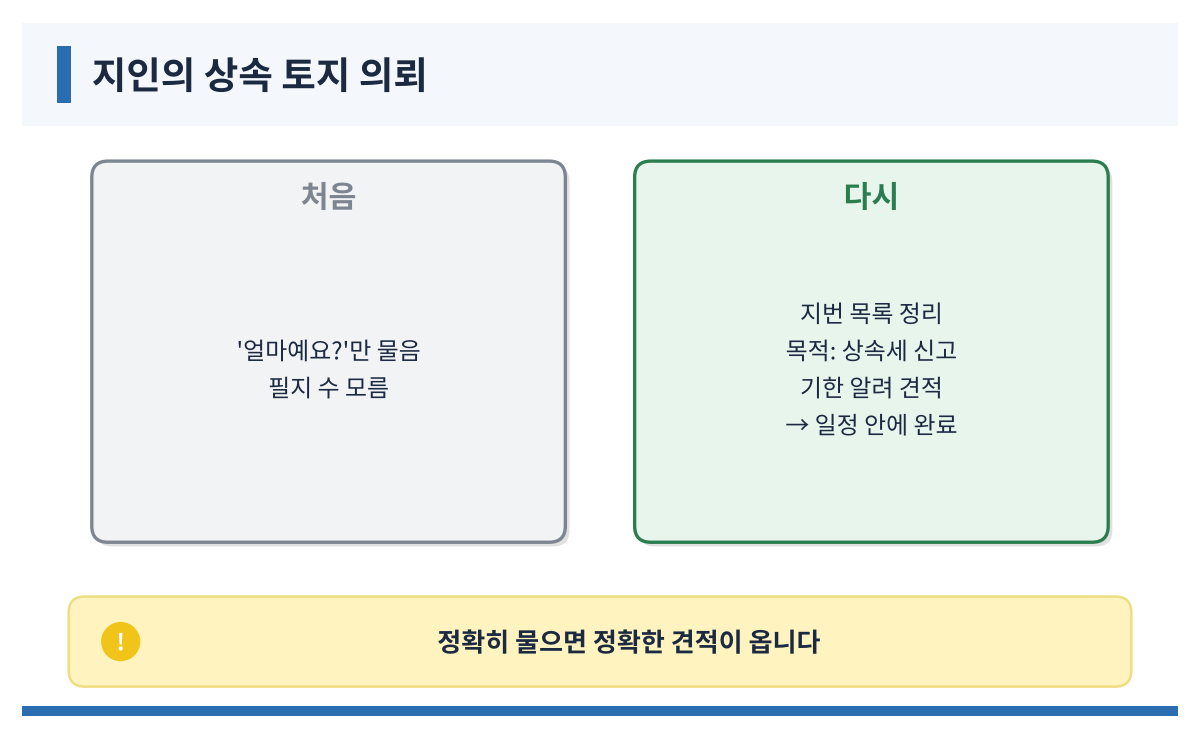 지인의 상속 토지 의뢰
처음
'얼마예요?'만 물음
필지 수 모름
다시
지번 목록 정리
목적: 상속세 신고
기한 알려 견적
→ 일정 안에 완료
!
정확히 물으면 정확한 견적이 옵니다